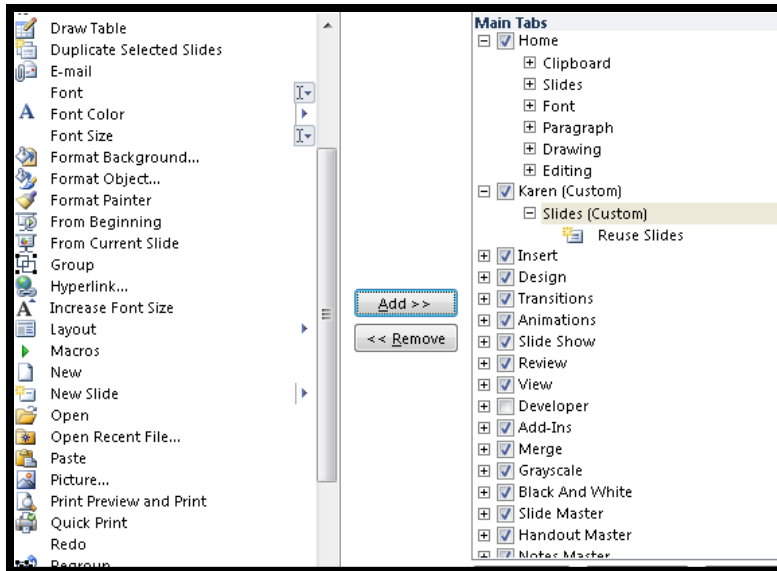 Draw Table
Duplicate Selected Slides
E-mail
Font
Font Color
Font Size
Format Background...
Format Object...
Format Painter
From Beginning
From Current Slide
Group
Hyperlink...
Increase Font Size
Layout
Macros
New
New Slide
Open
Open Recent File...
Paste
Picture...
Print Preview and Print
Quick Print
Redo
Regroup
Add >>
<< Remove
Main Tabs
Home
Clipboard
Slides
Font
Paragraph
Drawing
Editing
Karen (Custom)
Slides (Custom)
Reuse Slides
Insert
Design
Transitions
Animations
Slide Show
Review
View
Developer
Add-Ins
Merge
Grayscale
Black And White
Slide Master
Handout Master
Notes Master